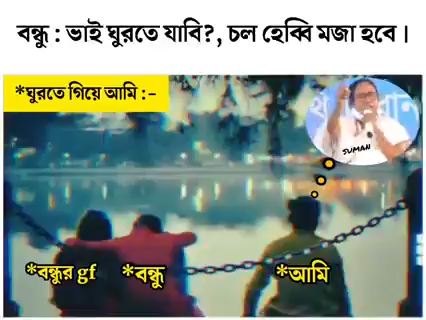 বন্ধু : ভাই ঘুরতে যাবি?, চল হেব্বি মজা হবে।
*ঘুরতে গিয়ে আমি :-
SUMAN
*বন্ধুর gf
*বন্ধু
*আমি